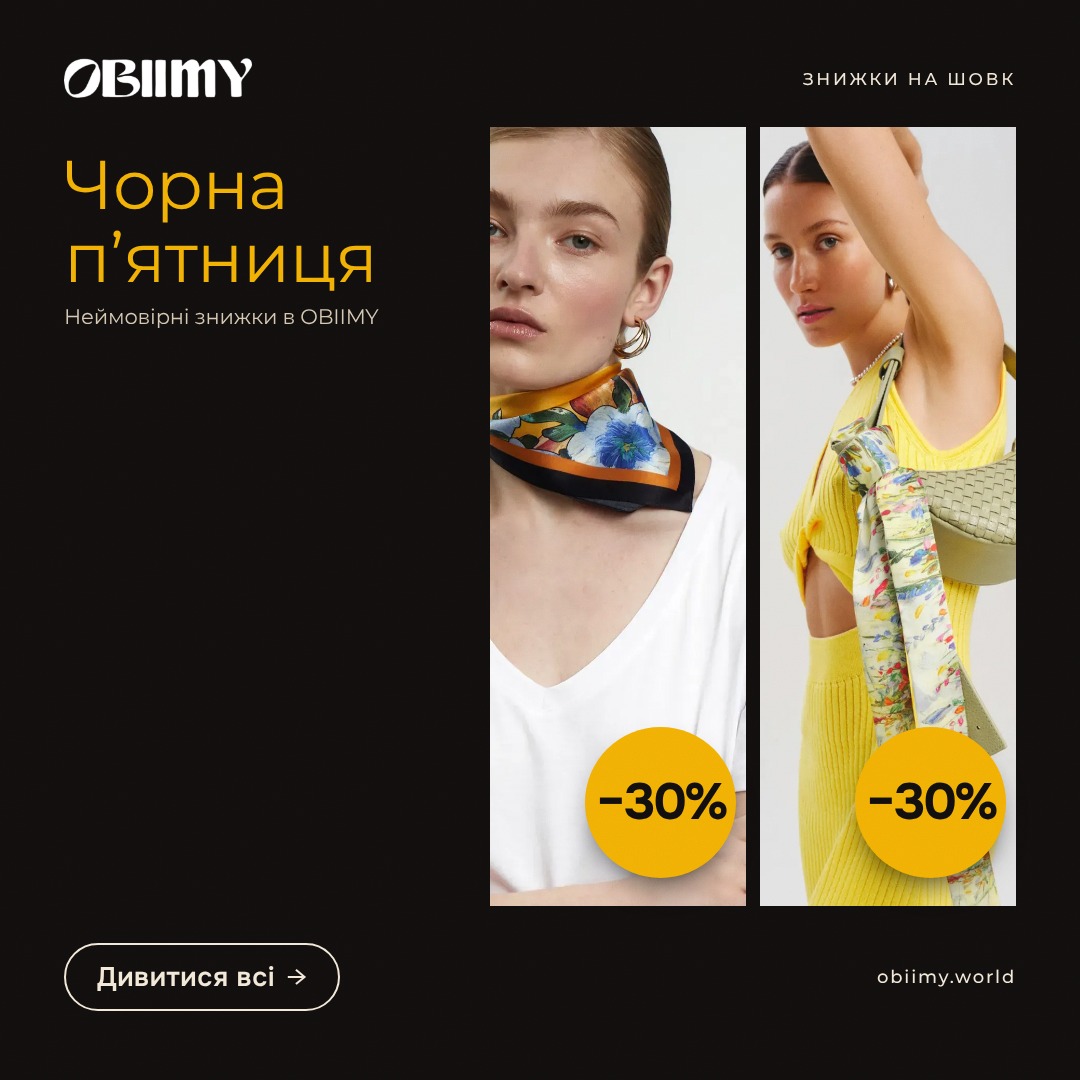 OBIIMY
ЗНИЖКИ НА ШОВК
Чорна
п’ятниця
Неймовірні знижки в OBIIMY
−30%
−30%
Дивитися всі →
obiimy.world